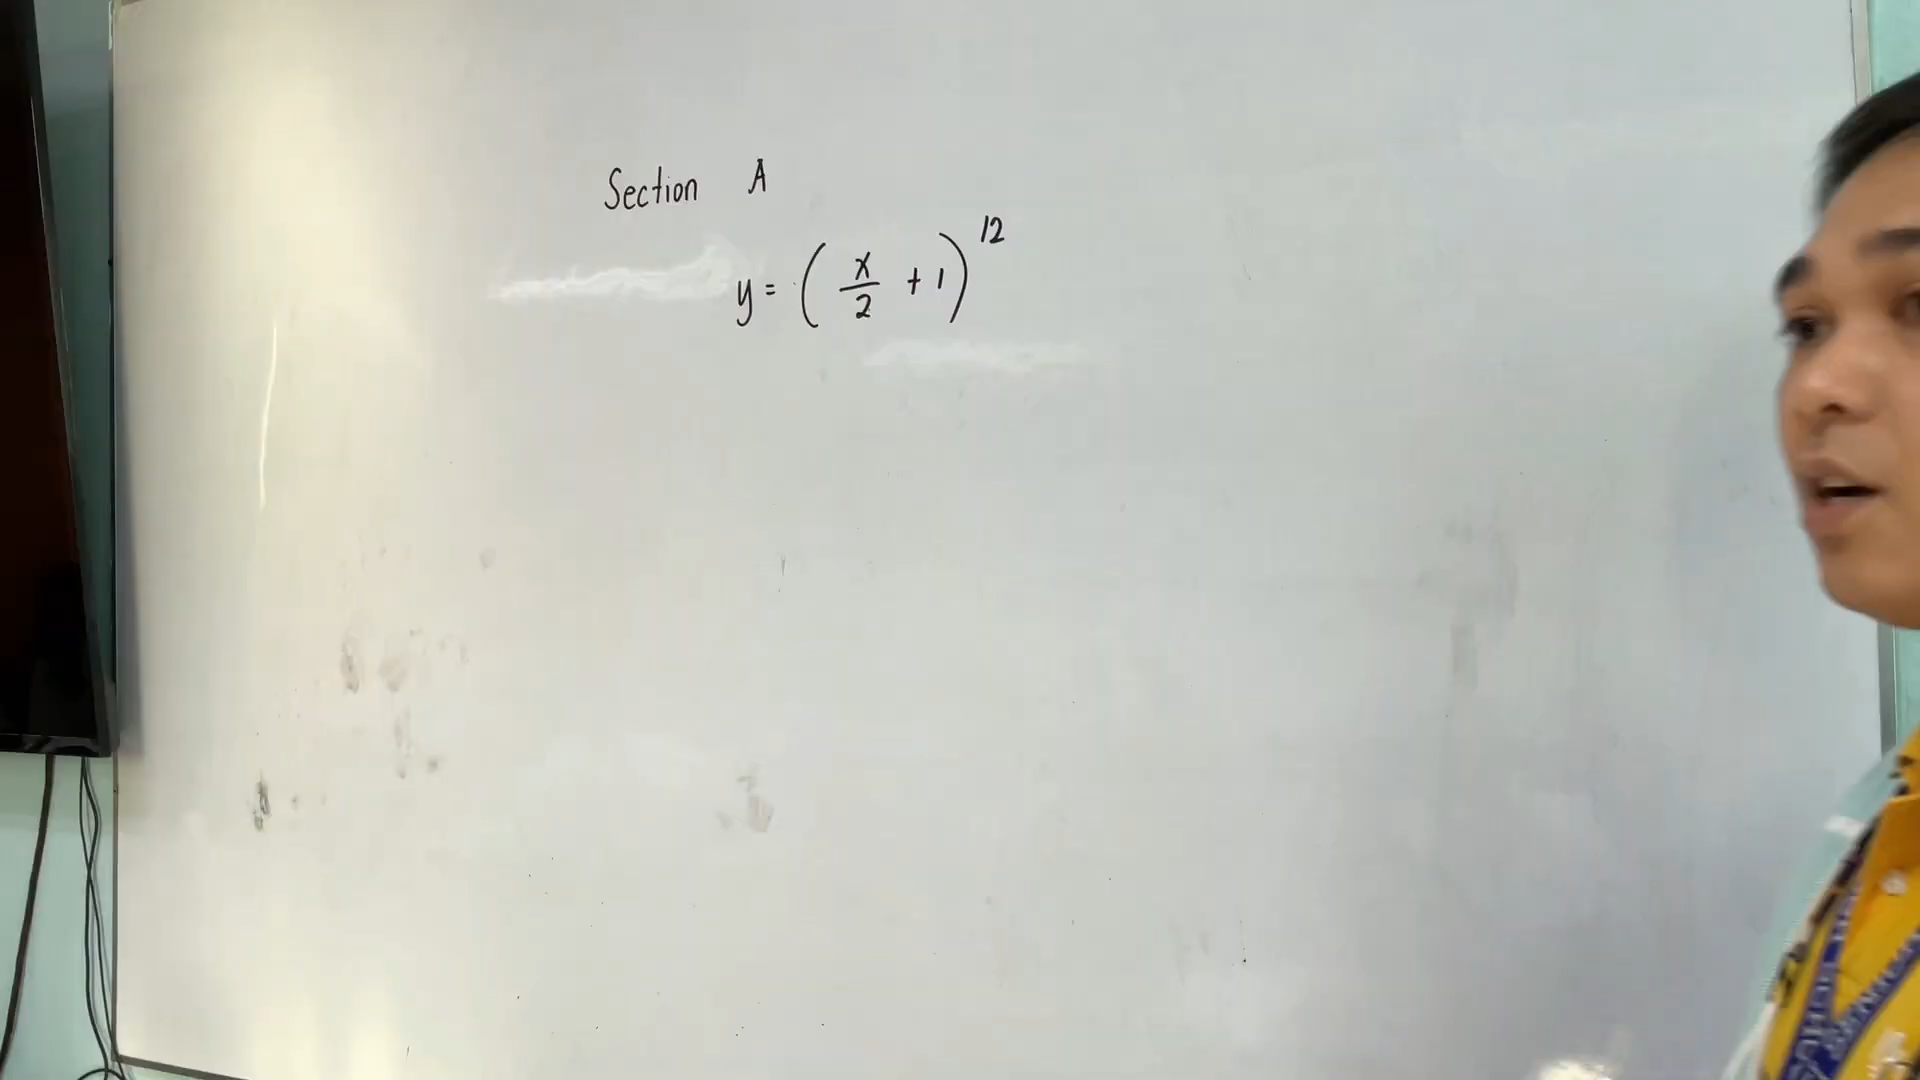 Section A
y = ( x/2 + 1 )^12